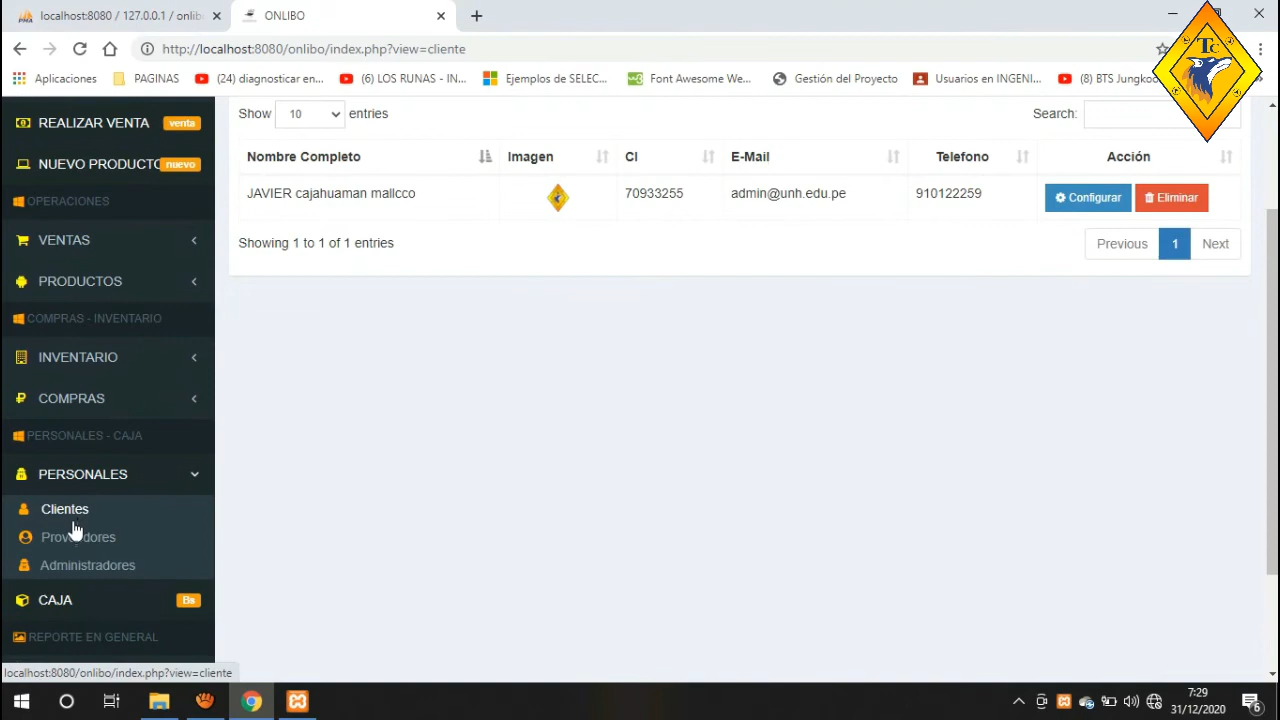 localhost:8080 / 127.0.0.1 / onlib
ONLIBO
http://localhost:8080/onlibo/index.php?view=cliente
Aplicaciones
PAGINAS
(24) diagnosticar en...
(6) LOS RUNAS - IN...
Ejemplos de SELEC...
Font Awesome We...
Gestión del Proyecto
Usuarios en INGENI...
(8) BTS Jungkoo
TC
REALIZAR VENTA venta
NUEVO PRODUCTO nuevo
OPERACIONES
VENTAS
PRODUCTOS
COMPRAS - INVENTARIO
INVENTARIO
COMPRAS
PERSONALES - CAJA
PERSONALES
Clientes
Administradores
CAJA Bs
REPORTE EN GENERAL
Show 10 entries
Search:
Nombre Completo Imagen CI E-Mail Telefono Acción
JAVIER cajahuaman mallcco 70933255 admin@unh.edu.pe 910122259 Configurar Eliminar
Showing 1 to 1 of 1 entries
Previous 1 Next
localhost:8080/onlibo/index.php?view=cliente
7:29
31/12/2020
6